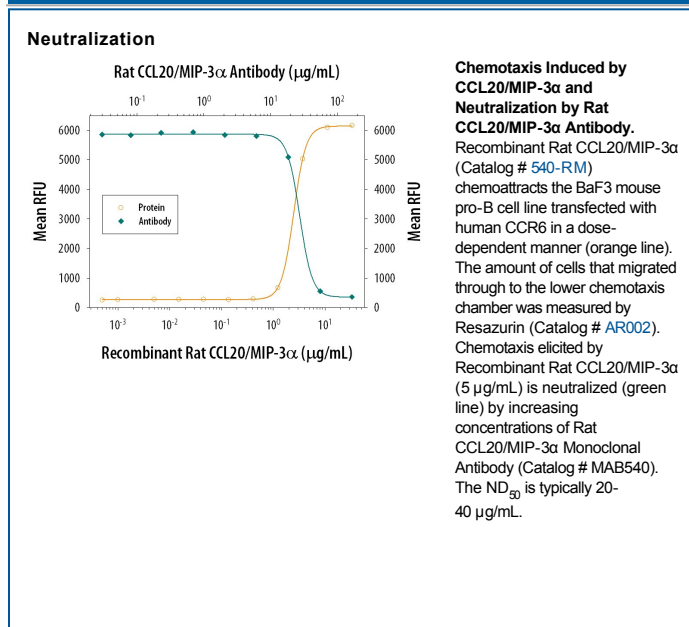 Neutralization
Rat CCL20/MIP-3α Antibody (µg/mL)
10-1 100 101 102
6000 6000
5000 5000
4000 4000
3000 3000
2000 2000
1000 1000
0 0
Mean RFU
Mean RFU
Protein
Antibody
10-3 10-2 10-1 100 101
Recombinant Rat CCL20/MIP-3α (µg/mL)
Chemotaxis Induced by
CCL20/MIP-3α and
Neutralization by Rat
CCL20/MIP-3α Antibody.
Recombinant Rat CCL20/MIP-3α
(Catalog # 540-RM)
chemoattracts the BaF3 mouse
pro-B cell line transfected with
human CCR6 in a dose-
dependent manner (orange line).
The amount of cells that migrated
through to the lower chemotaxis
chamber was measured by
Resazurin (Catalog # AR002).
Chemotaxis elicited by
Recombinant Rat CCL20/MIP-3α
(5 µg/mL) is neutralized (green
line) by increasing
concentrations of Rat
CCL20/MIP-3α Monoclonal
Antibody (Catalog # MAB540).
The ND50 is typically 20-
40 µg/mL.